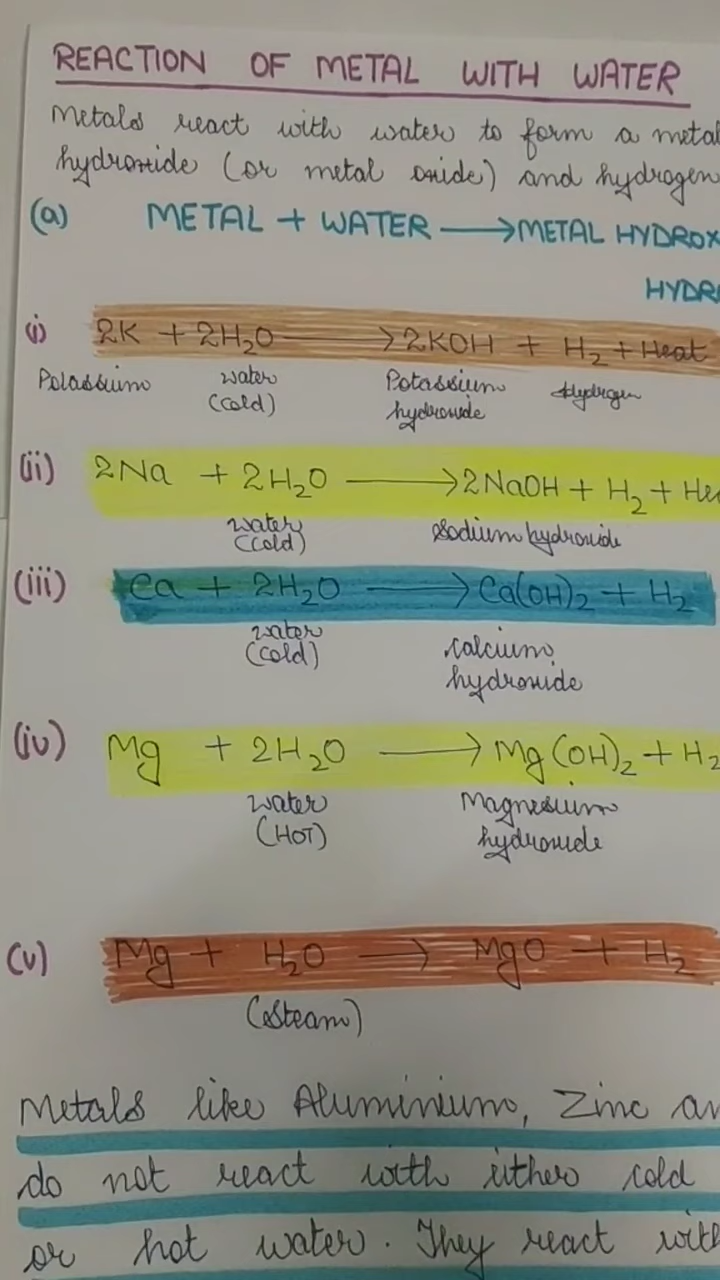 REACTION OF METAL WITH WATER
Metals react with water to form a metal
hydroxide (or metal oxide) and hydrogen
(a) METAL + WATER ⟶ METAL HYDROX
HYDR
(i) 2K + 2H₂O ⟶ 2KOH + H₂ + Heat
Potassium water Potassium Hydrogen
(cold) hydroxide
(ii) 2Na + 2H₂O ⟶ 2NaOH + H₂ + Hea
water Sodium hydroxide
(cold)
(iii) Ca + 2H₂O ⟶ Ca(OH)₂ + H₂
water calcium
(cold) hydroxide
(iv) Mg + 2H₂O ⟶ Mg(OH)₂ + H₂
water Magnesium
(HOT) hydroxide
(v) Mg + H₂O ⟶ MgO + H₂
(steam)
Metals like Aluminium, Zinc an
do not react with either cold
or hot water. They react with